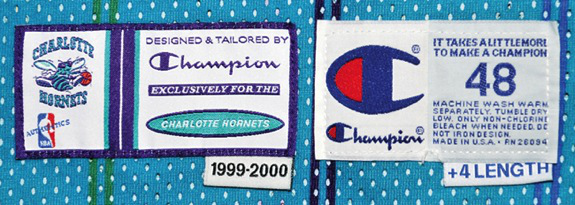 CHARLOTTE
HORNETS
AUTHENTICS
NBA
DESIGNED & TAILORED BY
Champion
EXCLUSIVELY FOR THE
CHARLOTTE HORNETS
1999-2000
IT TAKES A LITTLE MORE
TO MAKE A CHAMPION
48
MACHINE WASH WARM
SEPARATELY. TUMBLE DRY
LOW. ONLY NON-CHLORINE
BLEACH WHEN NEEDED. DO
NOT IRON DESIGN.
MADE IN U.S.A. • RN 26094
Champion®
+4 LENGTH